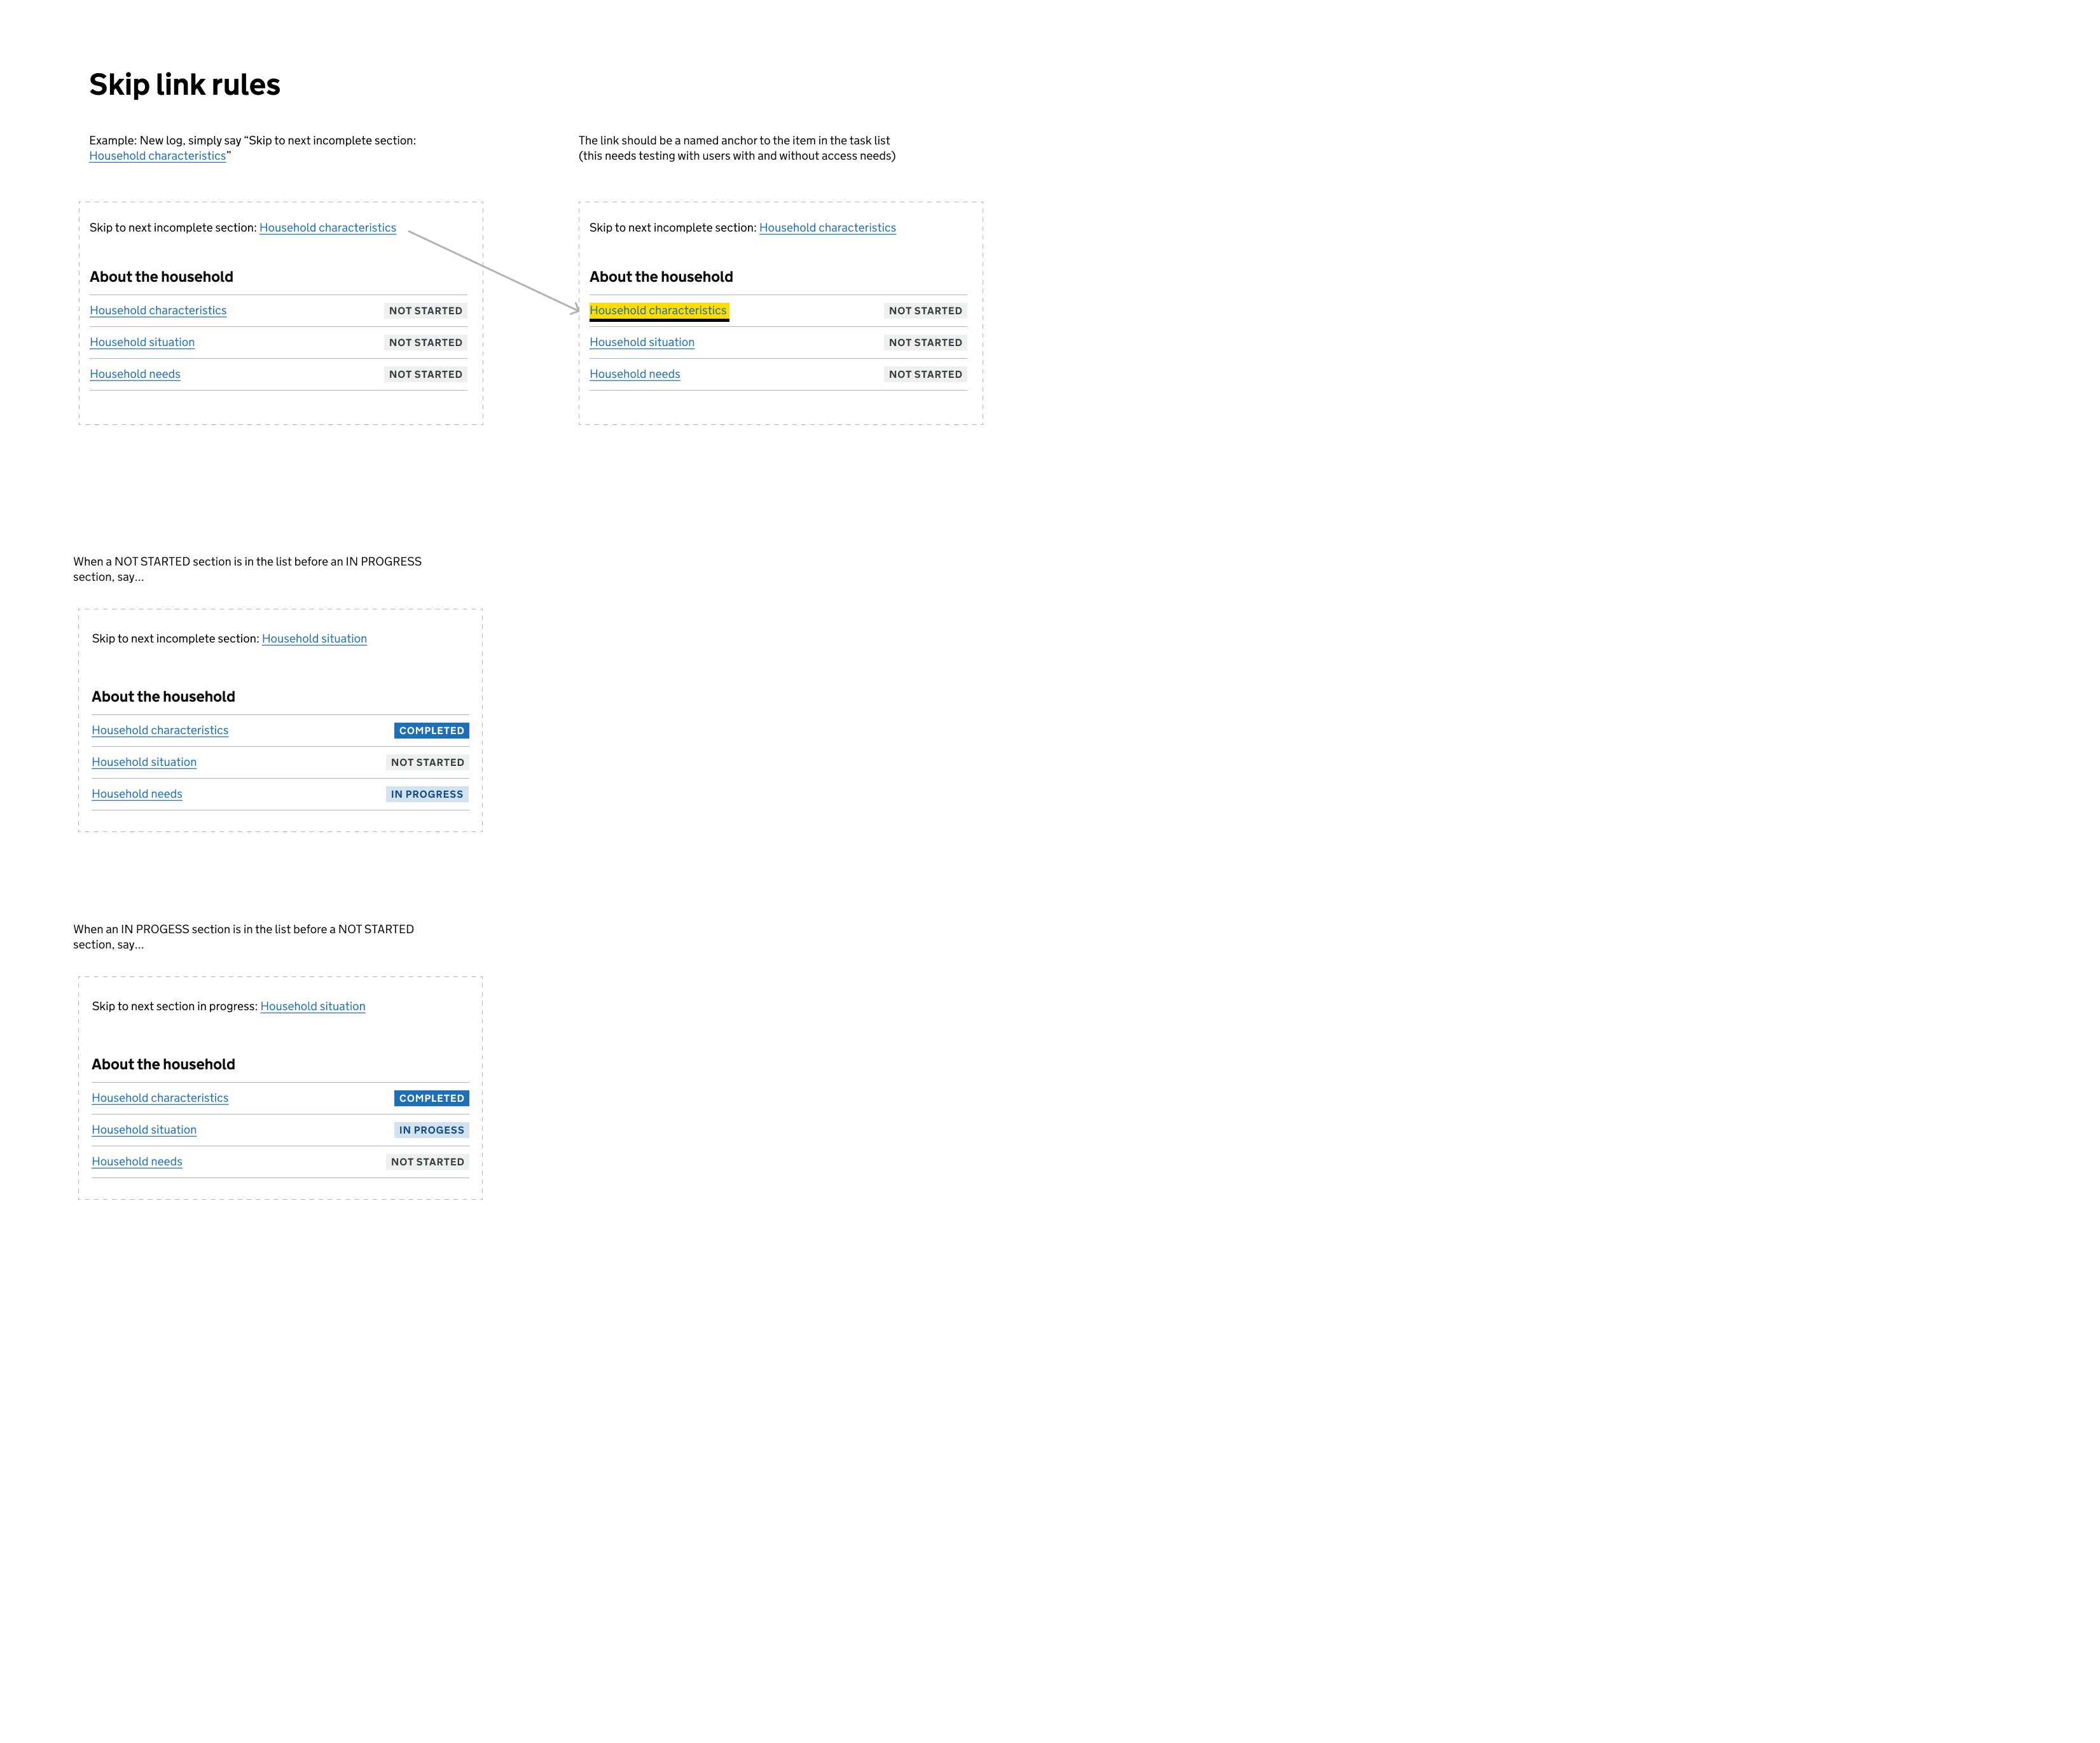 Skip link rules
Example: New log, simply say “Skip to next incomplete section:
Household characteristics”
The link should be a named anchor to the item in the task list
(this needs testing with users with and without access needs)
Skip to next incomplete section: Household characteristics
About the household
Household characteristics NOT STARTED
Household situation NOT STARTED
Household needs NOT STARTED
Skip to next incomplete section: Household characteristics
About the household
Household characteristics NOT STARTED
Household situation NOT STARTED
Household needs NOT STARTED
When a NOT STARTED section is in the list before an IN PROGRESS
section, say...
Skip to next incomplete section: Household situation
About the household
Household characteristics COMPLETED
Household situation NOT STARTED
Household needs IN PROGRESS
When an IN PROGESS section is in the list before a NOT STARTED
section, say...
Skip to next section in progress: Household situation
About the household
Household characteristics COMPLETED
Household situation IN PROGESS
Household needs NOT STARTED